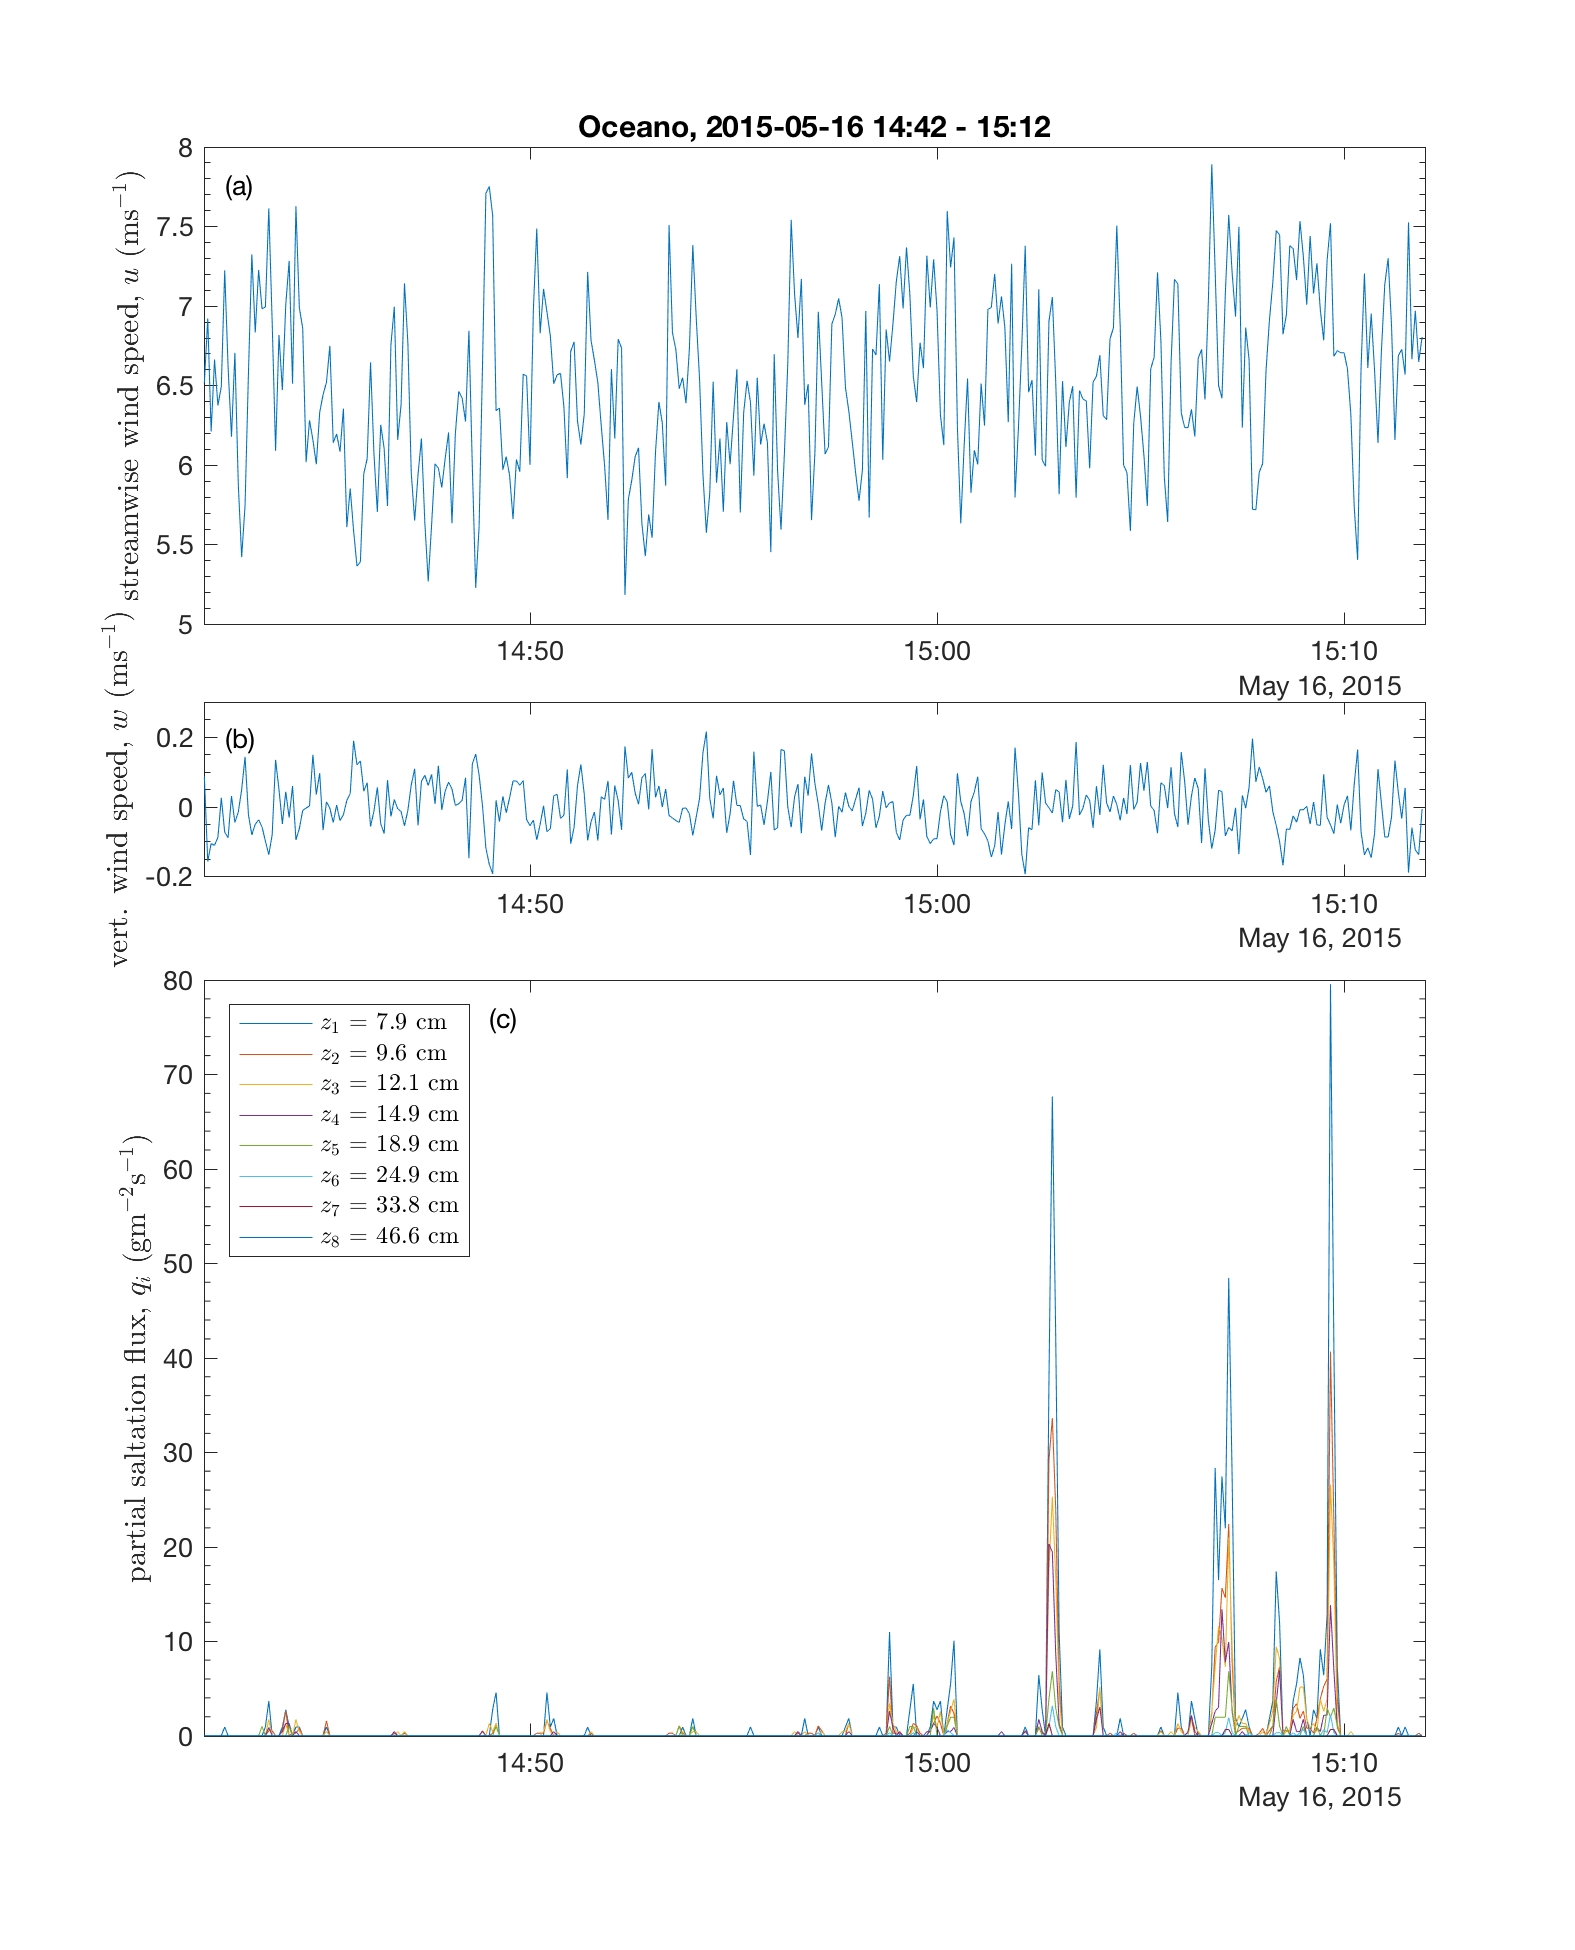 Oceano, 2015-05-16 14:42 - 15:12
streamwise wind speed, u (ms⁻¹)
(a)
8
7.5
7
6.5
6
5.5
5
14:50 15:00 15:10
May 16, 2015
vert. wind speed, w (ms⁻¹)
(b)
0.2
0
-0.2
14:50 15:00 15:10
May 16, 2015
partial saltation flux, qᵢ (gm⁻²s⁻¹)
(c)
80
70
60
50
40
30
20
10
0
z₁ = 7.9 cm
z₂ = 9.6 cm
z₃ = 12.1 cm
z₄ = 14.9 cm
z₅ = 18.9 cm
z₆ = 24.9 cm
z₇ = 33.8 cm
z₈ = 46.6 cm
14:50 15:00 15:10
May 16, 2015